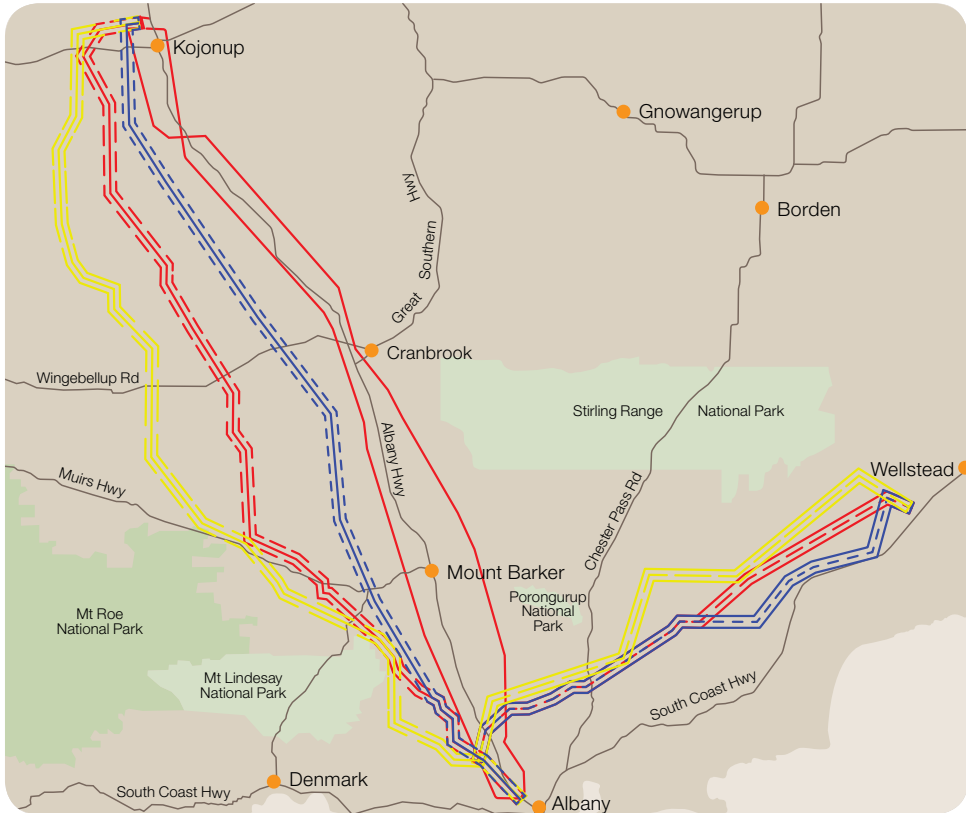 Kojonup
Gnowangerup
Hwy
Borden
Southern
Great
Cranbrook
Wingebellup Rd
Stirling Range
National Park
Albany Hwy
Wellstead
Muirs Hwy
Chester Pass Rd
Mount Barker
Porongurup
National
Park
Mt Roe
National Park
Mt Lindesay
National Park
South Coast Hwy
Denmark
South Coast Hwy
Albany